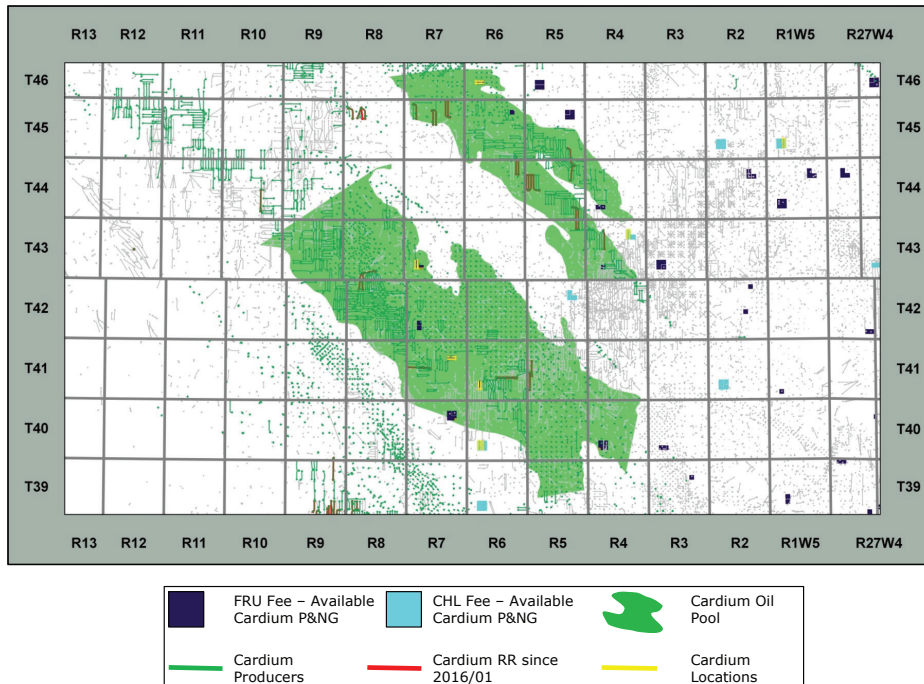 R13 R12 R11 R10 R9 R8 R7 R6 R5 R4 R3 R2 R1W5 R27W4
T46 T46
T45 T45
T44 T44
T43 T43
T42 T42
T41 T41
T40 T40
T39 T39
R13 R12 R11 R10 R9 R8 R7 R6 R5 R4 R3 R2 R1W5 R27W4
FRU Fee – Available CHL Fee – Available Cardium Oil
Cardium P&NG Cardium P&NG Pool
Cardium Cardium RR since Cardium
Producers 2016/01 Locations